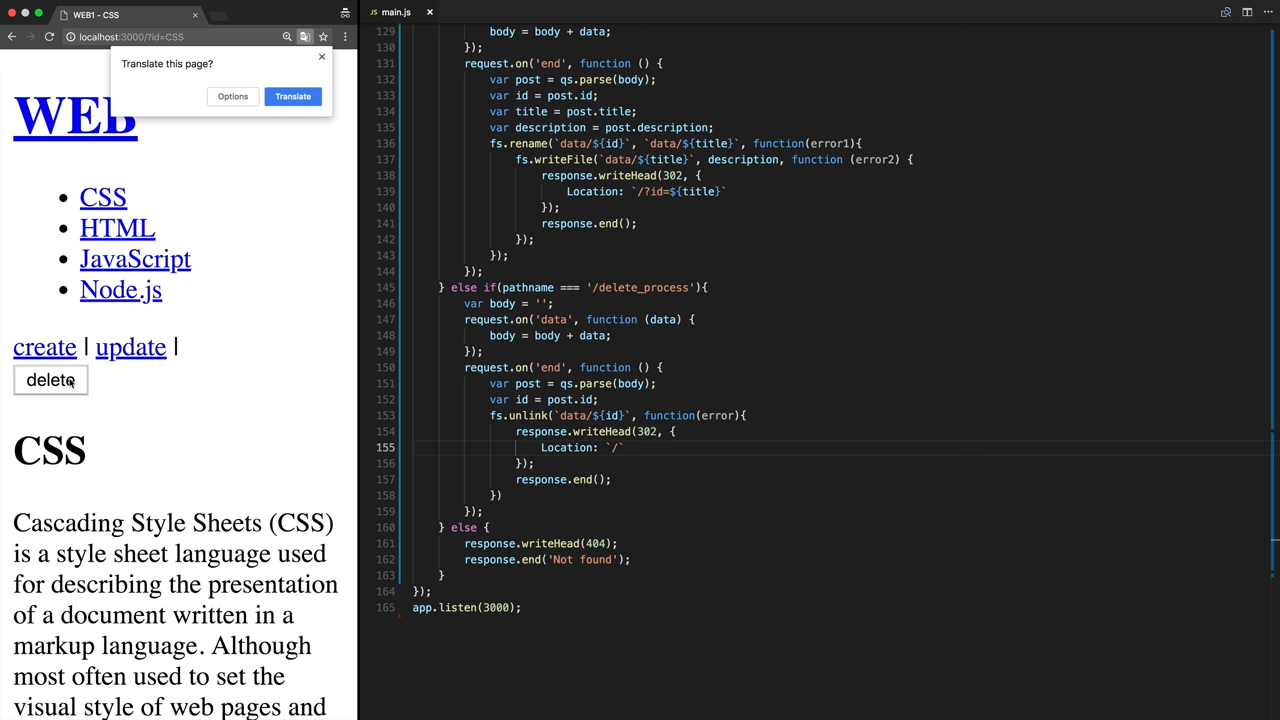 WEB1 - CSS
localhost:3000/?id=CSS
Translate this page?
Options
Translate
WEB
CSS
HTML
JavaScript
Node.js
create | update |
delete
CSS
Cascading Style Sheets (CSS)
is a style sheet language used
for describing the presentation
of a document written in a
markup language. Although
most often used to set the
visual style of web pages and
JS main.js
129 body = body + data;
130 });
131 request.on('end', function () {
132 var post = qs.parse(body);
133 var id = post.id;
134 var title = post.title;
135 var description = post.description;
136 fs.rename(`data/${id}`, `data/${title}`, function(error1){
137 fs.writeFile(`data/${title}`, description, function (error2) {
138 response.writeHead(302, {
139 Location: `/?id=${title}`
140 });
141 response.end();
142 });
143 });
144 });
145 } else if(pathname === '/delete_process'){
146 var body = '';
147 request.on('data', function (data) {
148 body = body + data;
149 });
150 request.on('end', function () {
151 var post = qs.parse(body);
152 var id = post.id;
153 fs.unlink(`data/${id}`, function(error){
154 response.writeHead(302, {
155 Location: `/`
156 });
157 response.end();
158 })
159 });
160 } else {
161 response.writeHead(404);
162 response.end('Not found');
163 }
164 });
165 app.listen(3000);